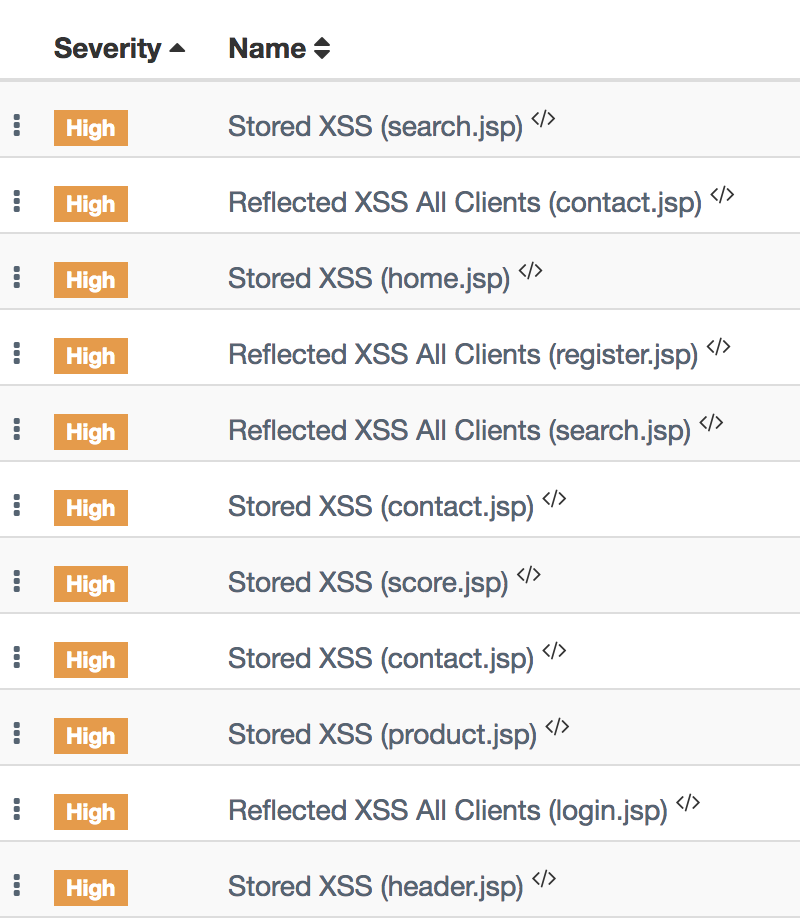 Severity Name
High Stored XSS (search.jsp) </>
High Reflected XSS All Clients (contact.jsp) </>
High Stored XSS (home.jsp) </>
High Reflected XSS All Clients (register.jsp) </>
High Reflected XSS All Clients (search.jsp) </>
High Stored XSS (contact.jsp) </>
High Stored XSS (score.jsp) </>
High Stored XSS (contact.jsp) </>
High Stored XSS (product.jsp) </>
High Reflected XSS All Clients (login.jsp) </>
High Stored XSS (header.jsp) </>